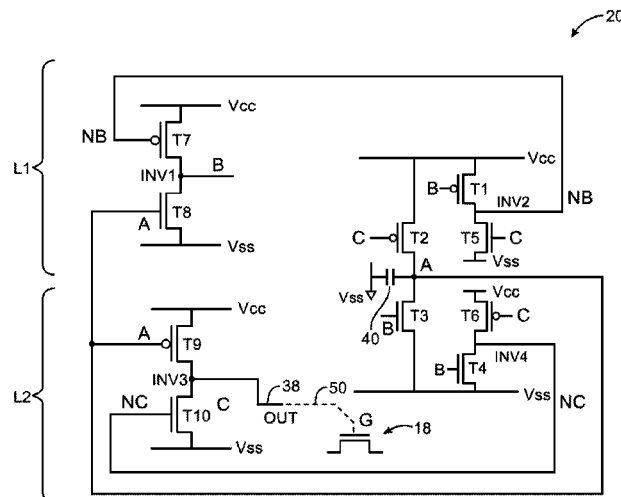 20
Vcc
NB
T7
L1
INV1
B
Vcc
T1
NB
B
INV2
T8
A
C
T2
T5
C
Vss
Vss
A
Vss
Vcc
Vcc
B
T3
T6
C
40
A
T9
INV4
INV3
38
50
B
T4
L2
NC
C
OUT
G
18
Vss
NC
T10
Vss